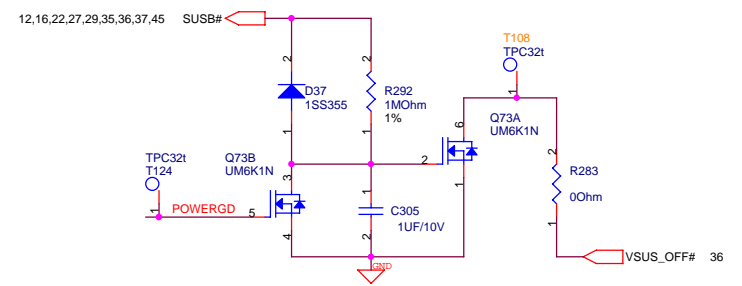 12,16,22,27,29,35,36,37,45 SUSB#
T108
TPC32t
1
2
D37
1SS355
1
2
R292
1MOhm
1%
1
6
Q73A
UM6K1N
2
1
2
R283
0Ohm
1
TPC32t
T124
1
POWERGD
Q73B
UM6K1N
3
5
4
1
C305
1UF/10V
2
GND
VSUS_OFF# 36